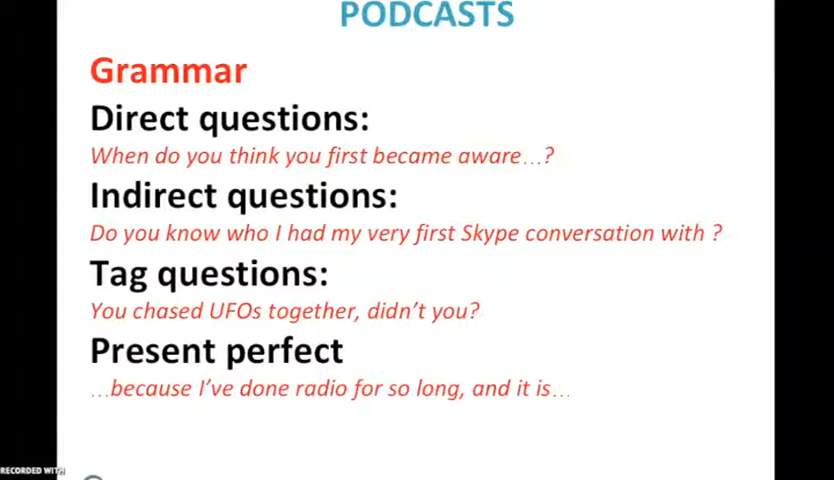 PODCASTS
Grammar
Direct questions:
When do you think you first became aware…?
Indirect questions:
Do you know who I had my very first Skype conversation with ?
Tag questions:
You chased UFOs together, didn’t you?
Present perfect
…because I’ve done radio for so long, and it is…
RECORDED WITH